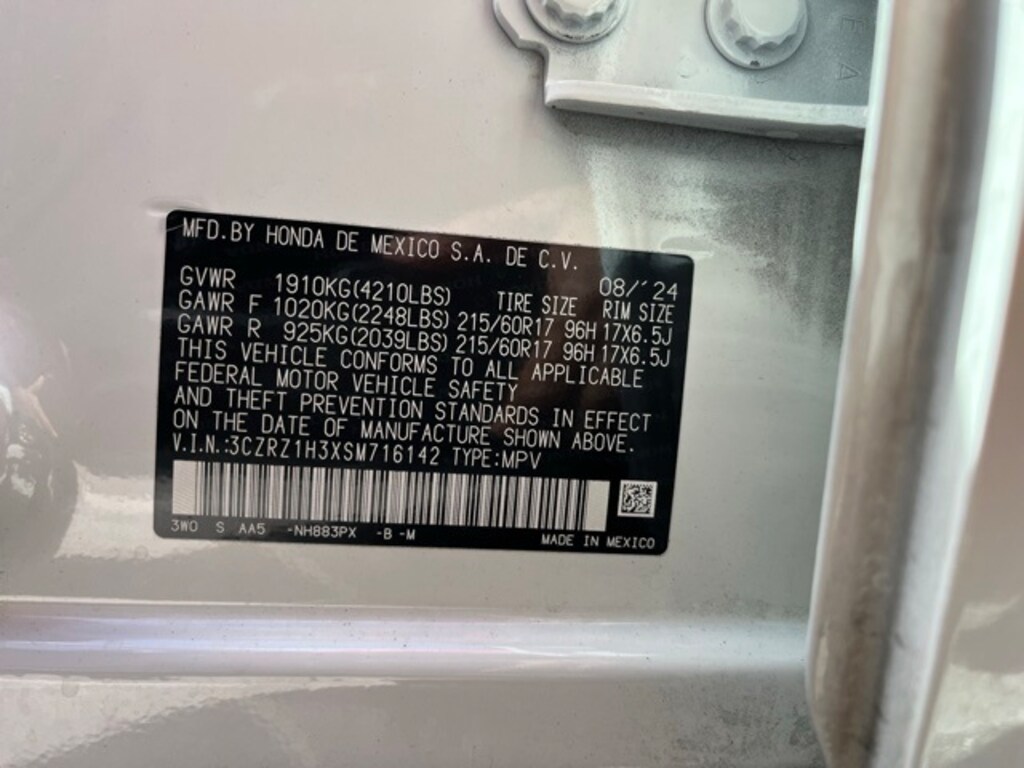 MFD.BY HONDA DE MEXICO S.A. DE C.V.
08/'24
GVWR 1910KG(4210LBS) TIRE SIZE RIM SIZE
GAWR F 1020KG(2248LBS) 215/60R17 96H 17X6.5J
GAWR R 925KG(2039LBS) 215/60R17 96H 17X6.5J
THIS VEHICLE CONFORMS TO ALL APPLICABLE
FEDERAL MOTOR VEHICLE SAFETY
AND THEFT PREVENTION STANDARDS IN EFFECT
ON THE DATE OF MANUFACTURE SHOWN ABOVE.
V.I.N.:3CZRZ1H3XSM716142 TYPE:MPV
3W0 S AA5 -NH883PX -B -M MADE IN MEXICO